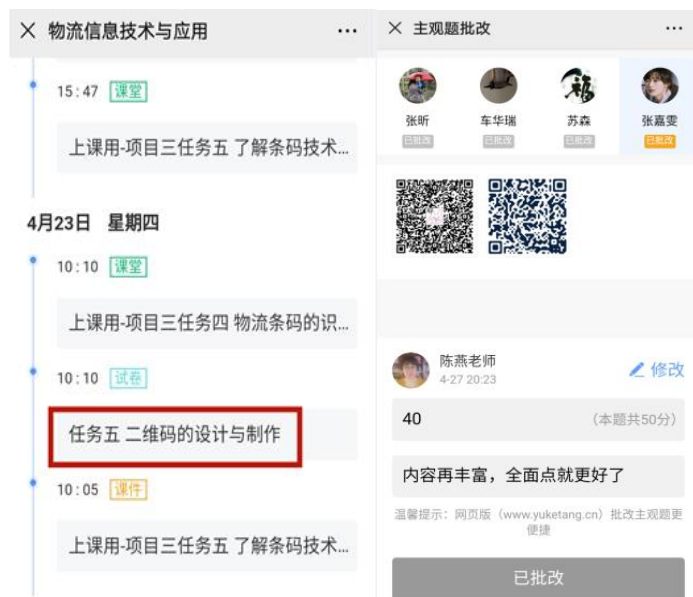 物流信息技术与应用
15:47 课堂
上课用-项目三任务五 了解条码技术...
4月23日 星期四
10:10 课堂
上课用-项目三任务四 物流条码的识...
10:10 试卷
任务五 二维码的设计与制作
10:05 课件
上课用-项目三任务五 了解条码技术...
主观题批改
张昕 车华瑞 苏森 张嘉雯
已批改 已批改 已批改 已批改
陈燕老师
4-27 20:23
修改
40 （本题共50分）
内容再丰富，全面点就更好了
温馨提示：网页版（www.yuketang.cn）批改主观题更
便捷
已批改